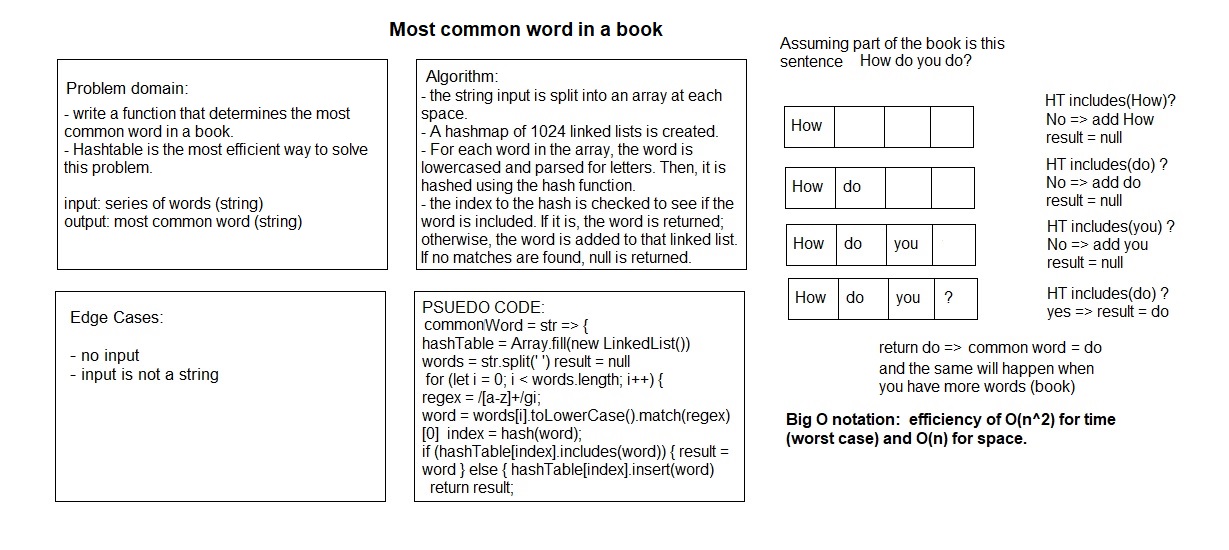 Most common word in a book
Problem domain:
- write a function that determines the most
common word in a book.
- Hashtable is the most efficient way to solve
this problem.
input: series of words (string)
output: most common word (string)
Algorithm:
- the string input is split into an array at each
space.
- A hashmap of 1024 linked lists is created.
- For each word in the array, the word is
lowercased and parsed for letters. Then, it is
hashed using the hash function.
- the index to the hash is checked to see if the
word is included. If it is, the word is returned;
otherwise, the word is added to that linked list.
If no matches are found, null is returned.
Edge Cases:
- no input
- input is not a string
PSUEDO CODE:
commonWord = str => {
hashTable = Array.fill(new LinkedList())
words = str.split(' ') result = null
for (let i = 0; i < words.length; i++) {
regex = /[a-z]+/gi;
word = words[i].toLowerCase().match(regex)
[0] index = hash(word);
if (hashTable[index].includes(word)) { result =
word } else { hashTable[index].insert(word)
return result;
Assuming part of the book is this
sentence How do you do?
How
HT includes(How)?
No => add How
result = null
How do
HT includes(do) ?
No => add do
result = null
How do you
HT includes(you) ?
No => add you
result = null
How do you ?
HT includes(do) ?
yes => result = do
return do => common word = do
and the same will happen when
you have more words (book)
Big O notation: efficiency of O(n^2) for time
(worst case) and O(n) for space.